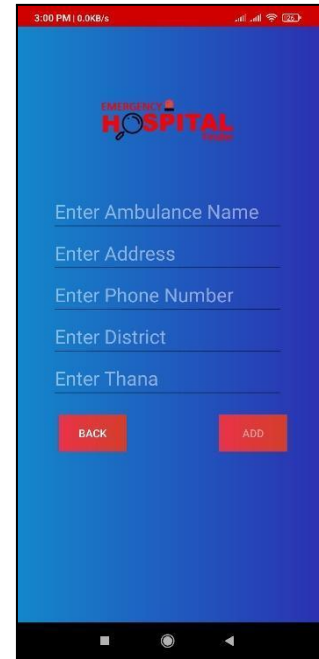 3:00 PM | 0.0KB/s
EMERGENCY
HOSPITAL
Enter Ambulance Name
Enter Address
Enter Phone Number
Enter District
Enter Thana
BACK ADD